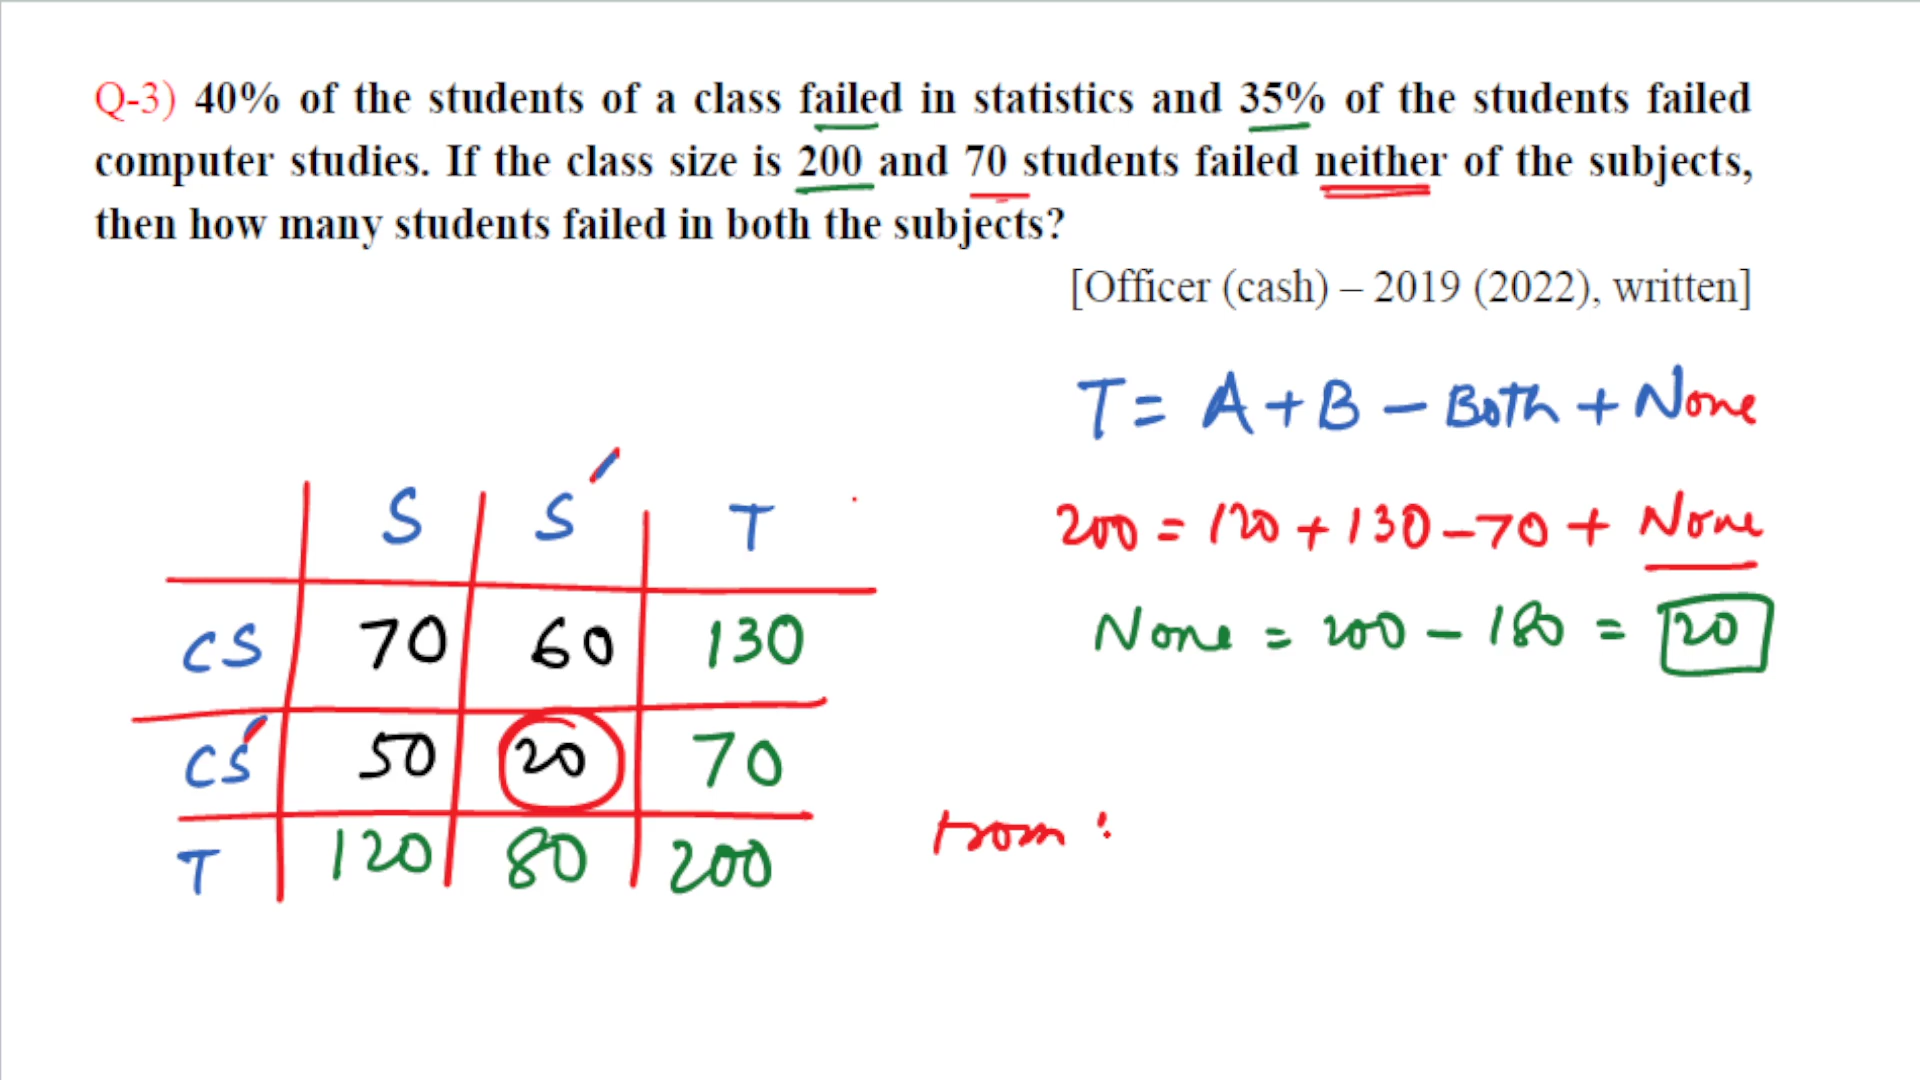 Q-3) 40% of the students of a class failed in statistics and 35% of the students failed
computer studies. If the class size is 200 and 70 students failed neither of the subjects,
then how many students failed in both the subjects?
[Officer (cash) – 2019 (2022), written]
T = A + B - Both + None
200 = 120 + 130 - 70 + None
None = 200 - 180 = 20
S S' T
CS 70 60 130
CS' 50 20 70
T 120 80 200